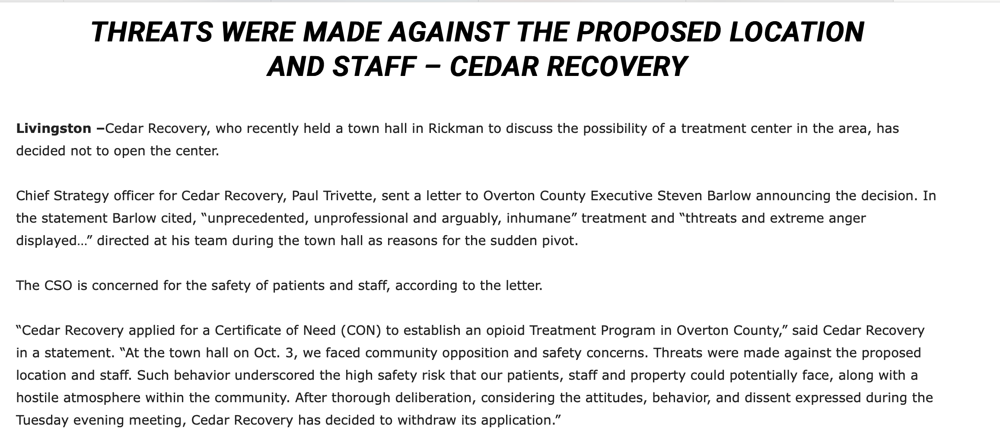 THREATS WERE MADE AGAINST THE PROPOSED LOCATION
AND STAFF – CEDAR RECOVERY
Livingston –Cedar Recovery, who recently held a town hall in Rickman to discuss the possibility of a treatment center in the area, has
decided not to open the center.
Chief Strategy officer for Cedar Recovery, Paul Trivette, sent a letter to Overton County Executive Steven Barlow announcing the decision. In
the statement Barlow cited, “unprecedented, unprofessional and arguably, inhumane” treatment and “thtreats and extreme anger
displayed…” directed at his team during the town hall as reasons for the sudden pivot.
The CSO is concerned for the safety of patients and staff, according to the letter.
“Cedar Recovery applied for a Certificate of Need (CON) to establish an opioid Treatment Program in Overton County,” said Cedar Recovery
in a statement. “At the town hall on Oct. 3, we faced community opposition and safety concerns. Threats were made against the proposed
location and staff. Such behavior underscored the high safety risk that our patients, staff and property could potentially face, along with a
hostile atmosphere within the community. After thorough deliberation, considering the attitudes, behavior, and dissent expressed during the
Tuesday evening meeting, Cedar Recovery has decided to withdraw its application.”